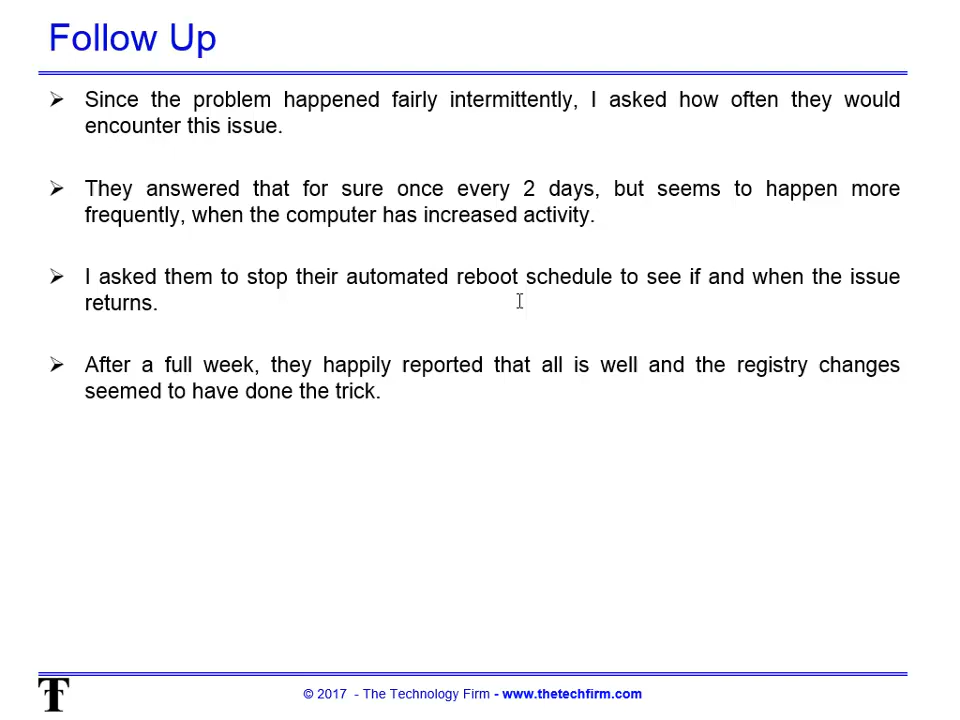 Follow Up
➢ Since the problem happened fairly intermittently, I asked how often they would
encounter this issue.
➢ They answered that for sure once every 2 days, but seems to happen more
frequently, when the computer has increased activity.
➢ I asked them to stop their automated reboot schedule to see if and when the issue
returns.
➢ After a full week, they happily reported that all is well and the registry changes
seemed to have done the trick.
© 2017 - The Technology Firm - www.thetechfirm.com